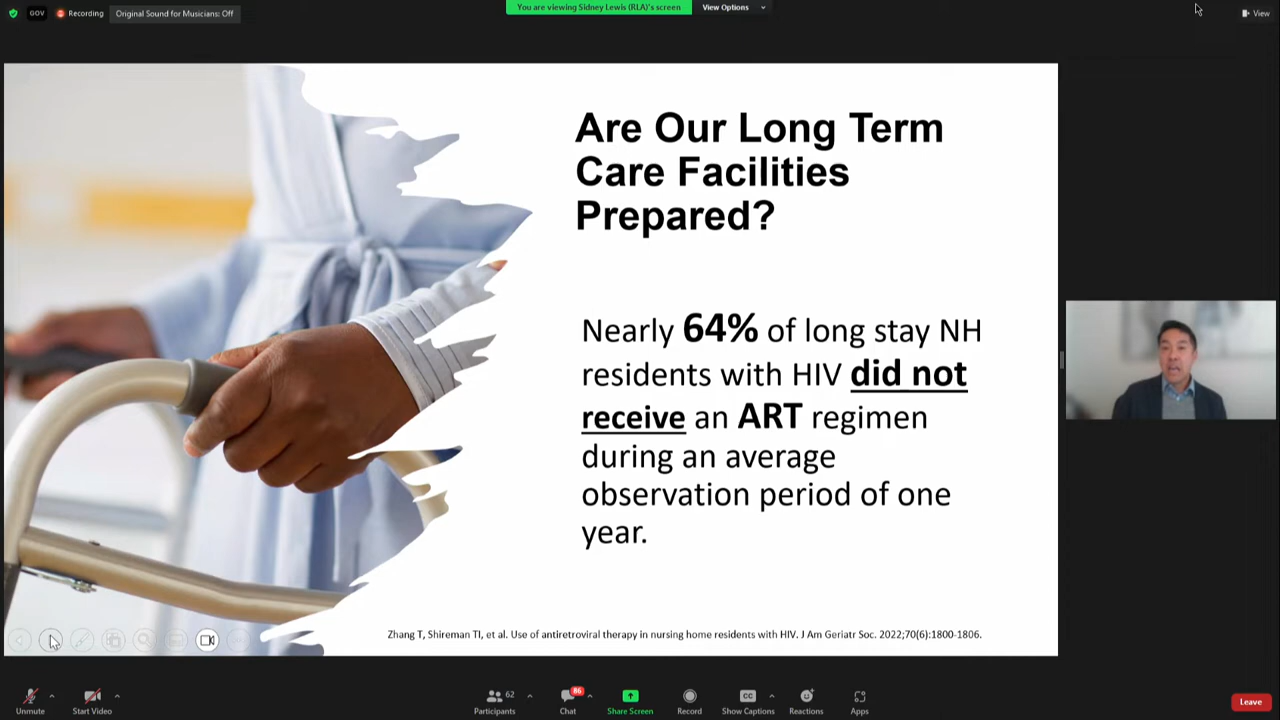 GOV
Recording
Original Sound for Musicians: Off
You are viewing Sidney Lewis (RLA)'s screen
View Options
View
Are Our Long Term
Care Facilities
Prepared?
Nearly 64% of long stay NH
residents with HIV did not
receive an ART regimen
during an average
observation period of one
year.
Zhang T, Shireman TI, et al. Use of antiretroviral therapy in nursing home residents with HIV. J Am Geriatr Soc. 2022;70(6):1800-1806.
62
86
CC
Unmute
Start Video
Participants
Chat
Share Screen
Record
Show Captions
Reactions
Apps
Leave